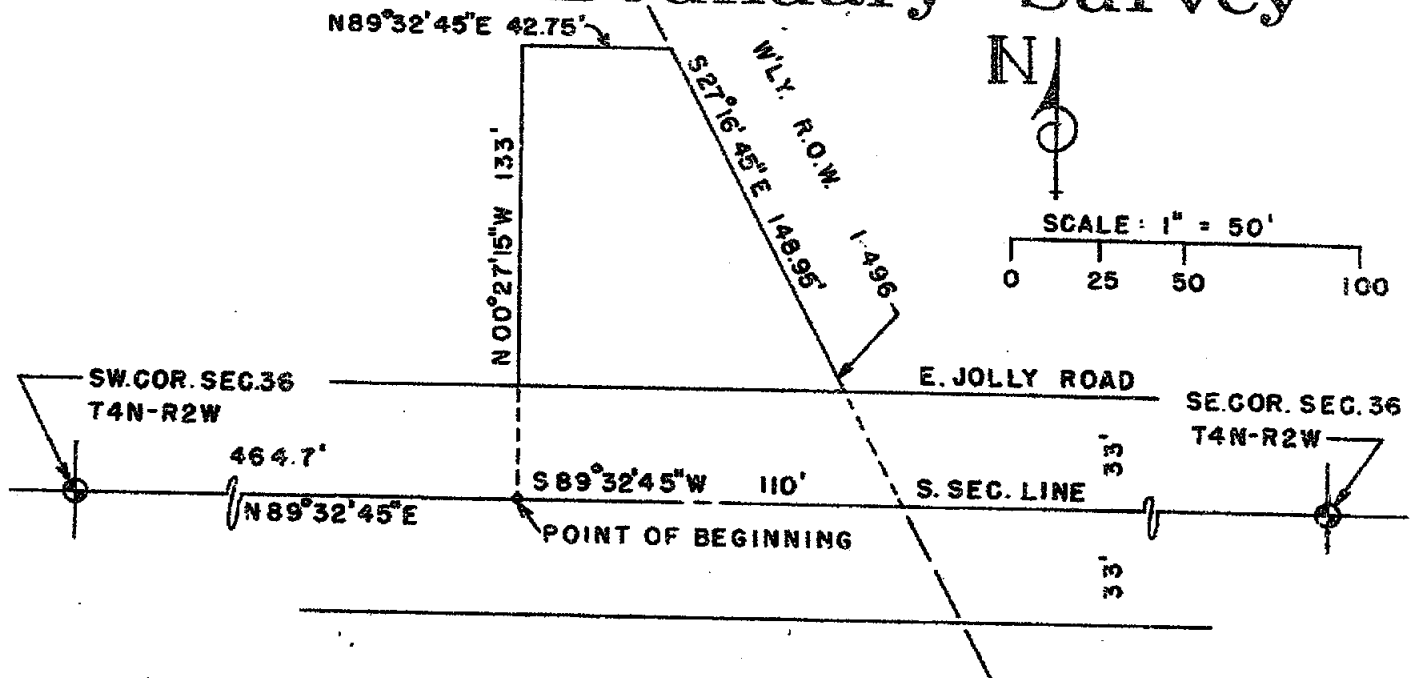 Survey
N89°32'45"E 42.75'
N
W'LY. R.O.W. I-496
S27°16'45"E 148.95'
N00°27'15"W 133'
SCALE: 1" = 50'
0 25 50 100
E. JOLLY ROAD
SW.COR.SEC.36
T4N-R2W
SE.COR. SEC. 36
T4N-R2W
33'
464.7'
N89°32'45"E
S89°32'45"W 110'
S. SEC. LINE
POINT OF BEGINNING
33'